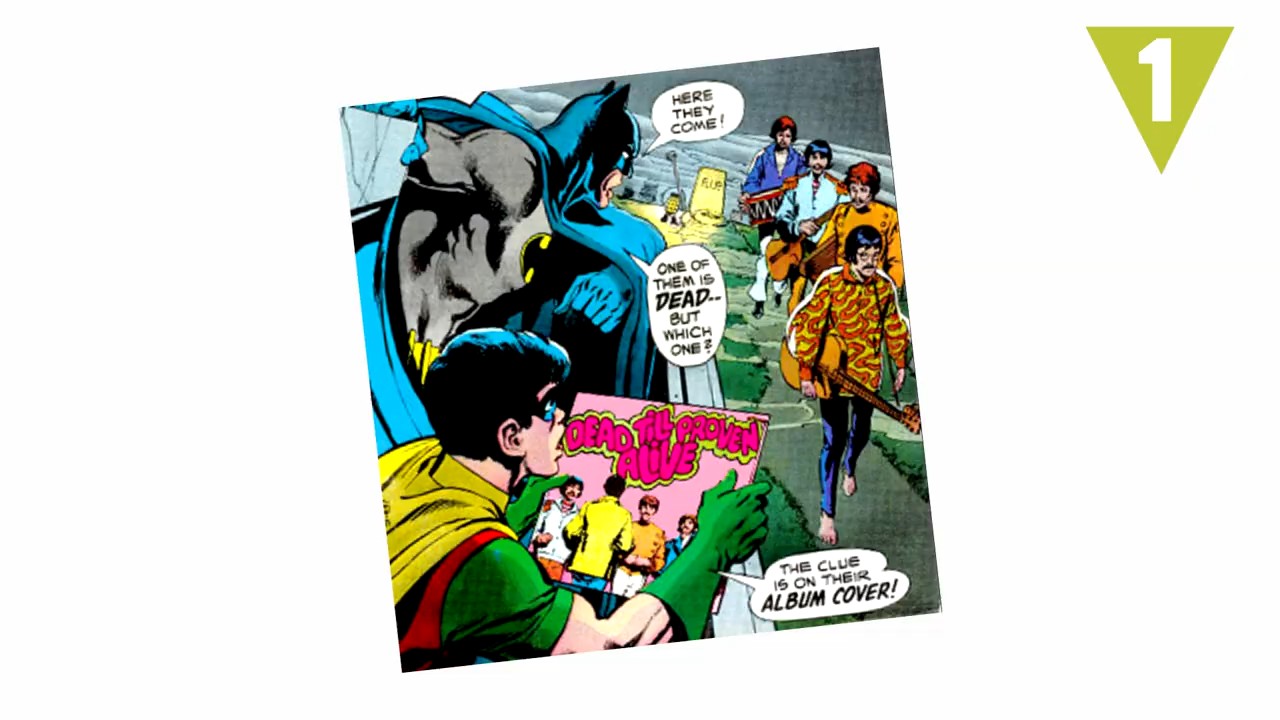 1
HERE
THEY
COME!
ONE OF
THEM IS
DEAD--
BUT
WHICH
ONE?
DEAD TILL PROVEN
ALIVE
THE CLUE
IS ON THEIR
ALBUM COVER!